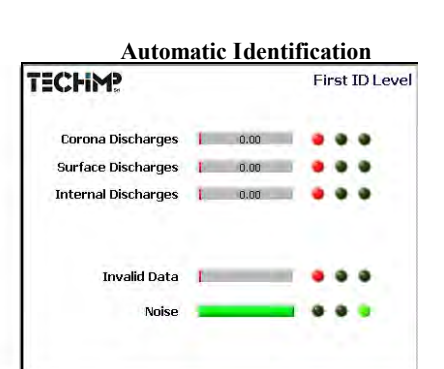 Automatic Identification
TECHIMP Srl
First ID Level
Corona Discharges 0.00
Surface Discharges 0.00
Internal Discharges 0.00
Invalid Data
Noise